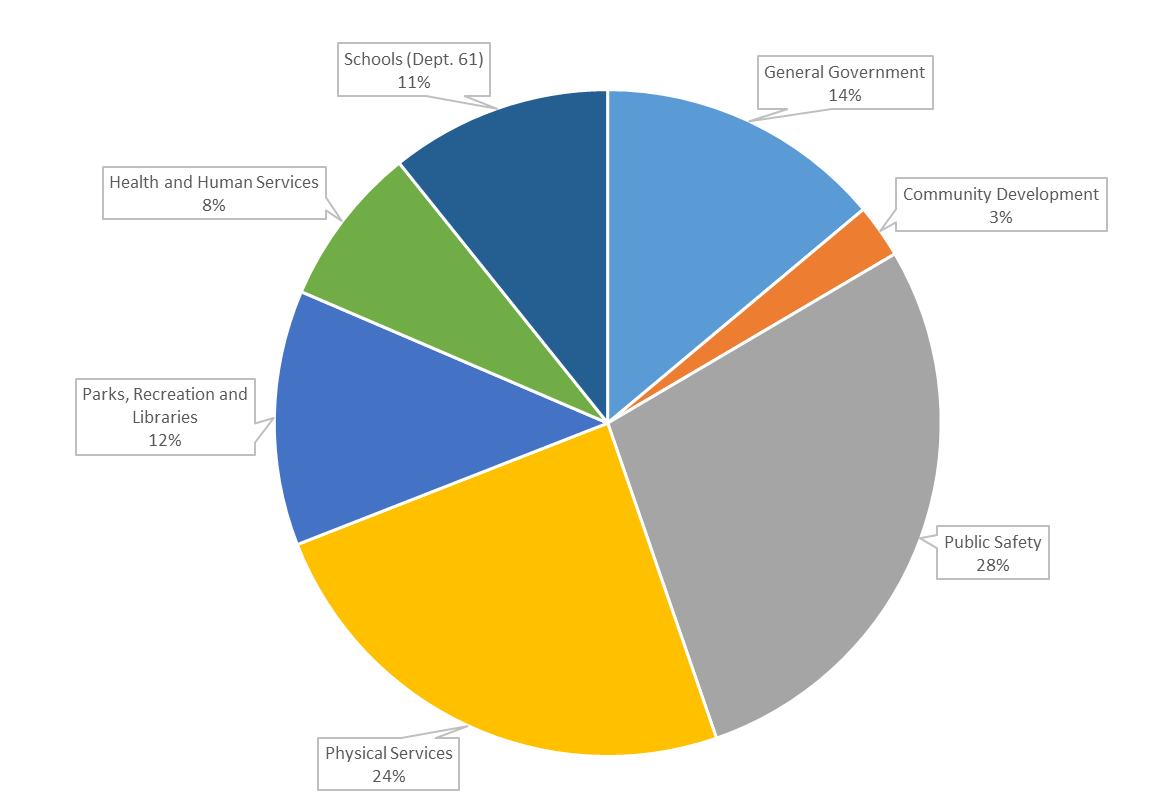 Schools (Dept. 61)
11%
General Government
14%
Health and Human Services
8%
Community Development
3%
Parks, Recreation and
Libraries
12%
Public Safety
28%
Physical Services
24%